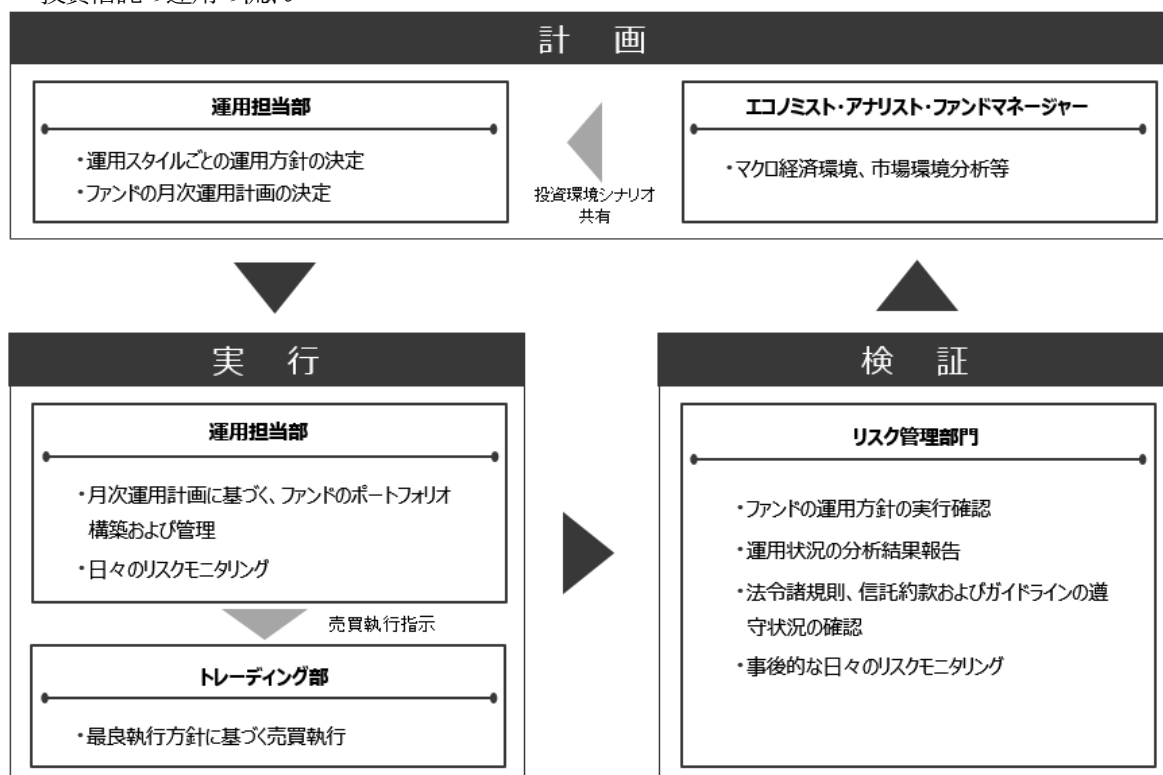 計 画
運用担当部
・運用スタイルごとの運用方針の決定
・ファンドの月次運用計画の決定
投資環境シナリオ
共有
エコノミスト・アナリスト・ファンドマネージャー
・マクロ経済環境、市場環境分析等
実 行
運用担当部
・月次運用計画に基づく、ファンドのポートフォリオ
構築および管理
・日々のリスクモニタリング
売買執行指示
トレーディング部
・最良執行方針に基づく売買執行
検 証
リスク管理部門
・ファンドの運用方針の実行確認
・運用状況の分析結果報告
・法令諸規則、信託約款およびガイドラインの遵
守状況の確認
・事後的な日々のリスクモニタリング